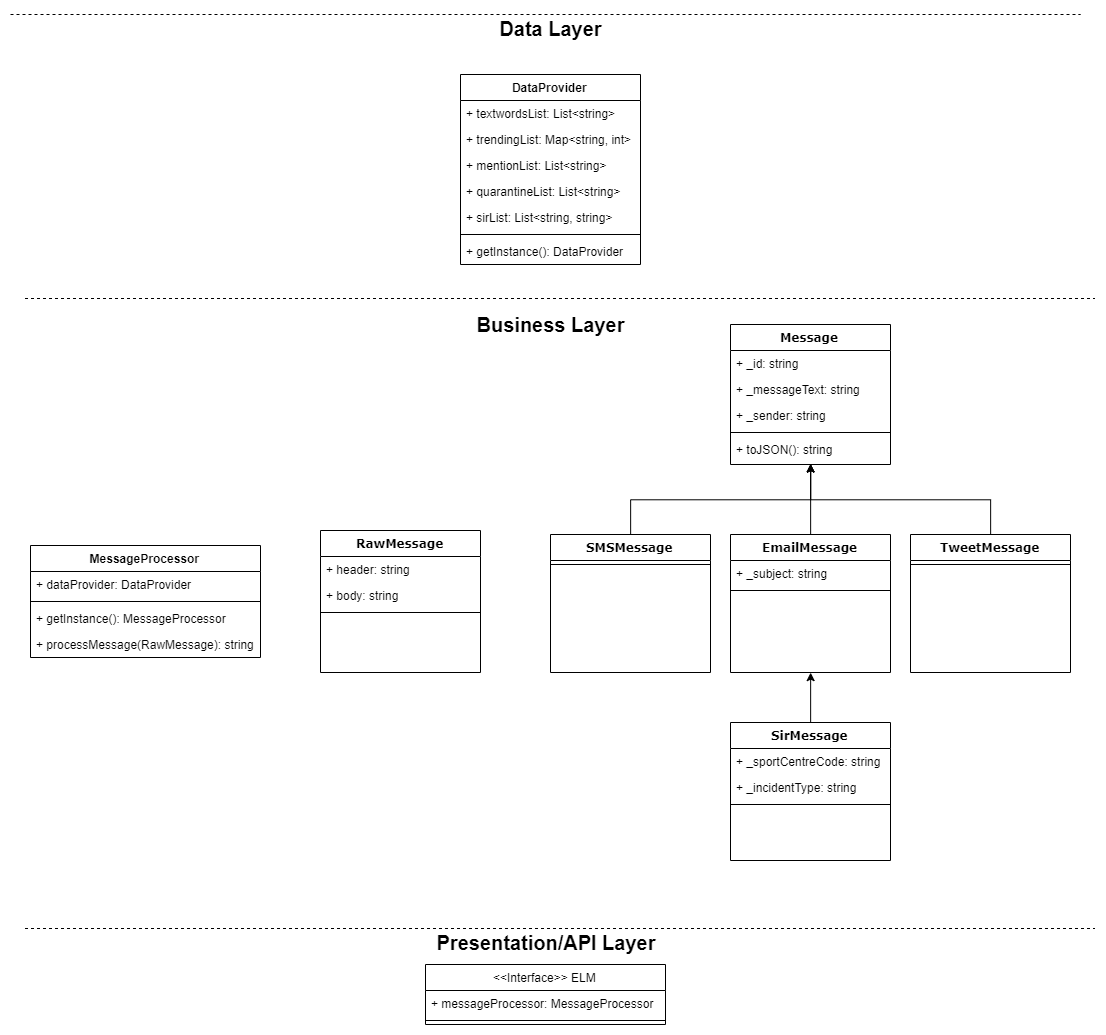 Data Layer
DataProvider
+ textwordsList: List<string>
+ trendingList: Map<string, int>
+ mentionList: List<string>
+ quarantineList: List<string>
+ sirList: List<string, string>
+ getInstance(): DataProvider
Business Layer
Message
+ _id: string
+ _messageText: string
+ _sender: string
+ toJSON(): string
MessageProcessor
+ dataProvider: DataProvider
+ getInstance(): MessageProcessor
+ processMessage(RawMessage): string
RawMessage
+ header: string
+ body: string
SMSMessage
EmailMessage
+ _subject: string
TweetMessage
SirMessage
+ _sportCentreCode: string
+ _incidentType: string
Presentation/API Layer
<<Interface>> ELM
+ messageProcessor: MessageProcessor